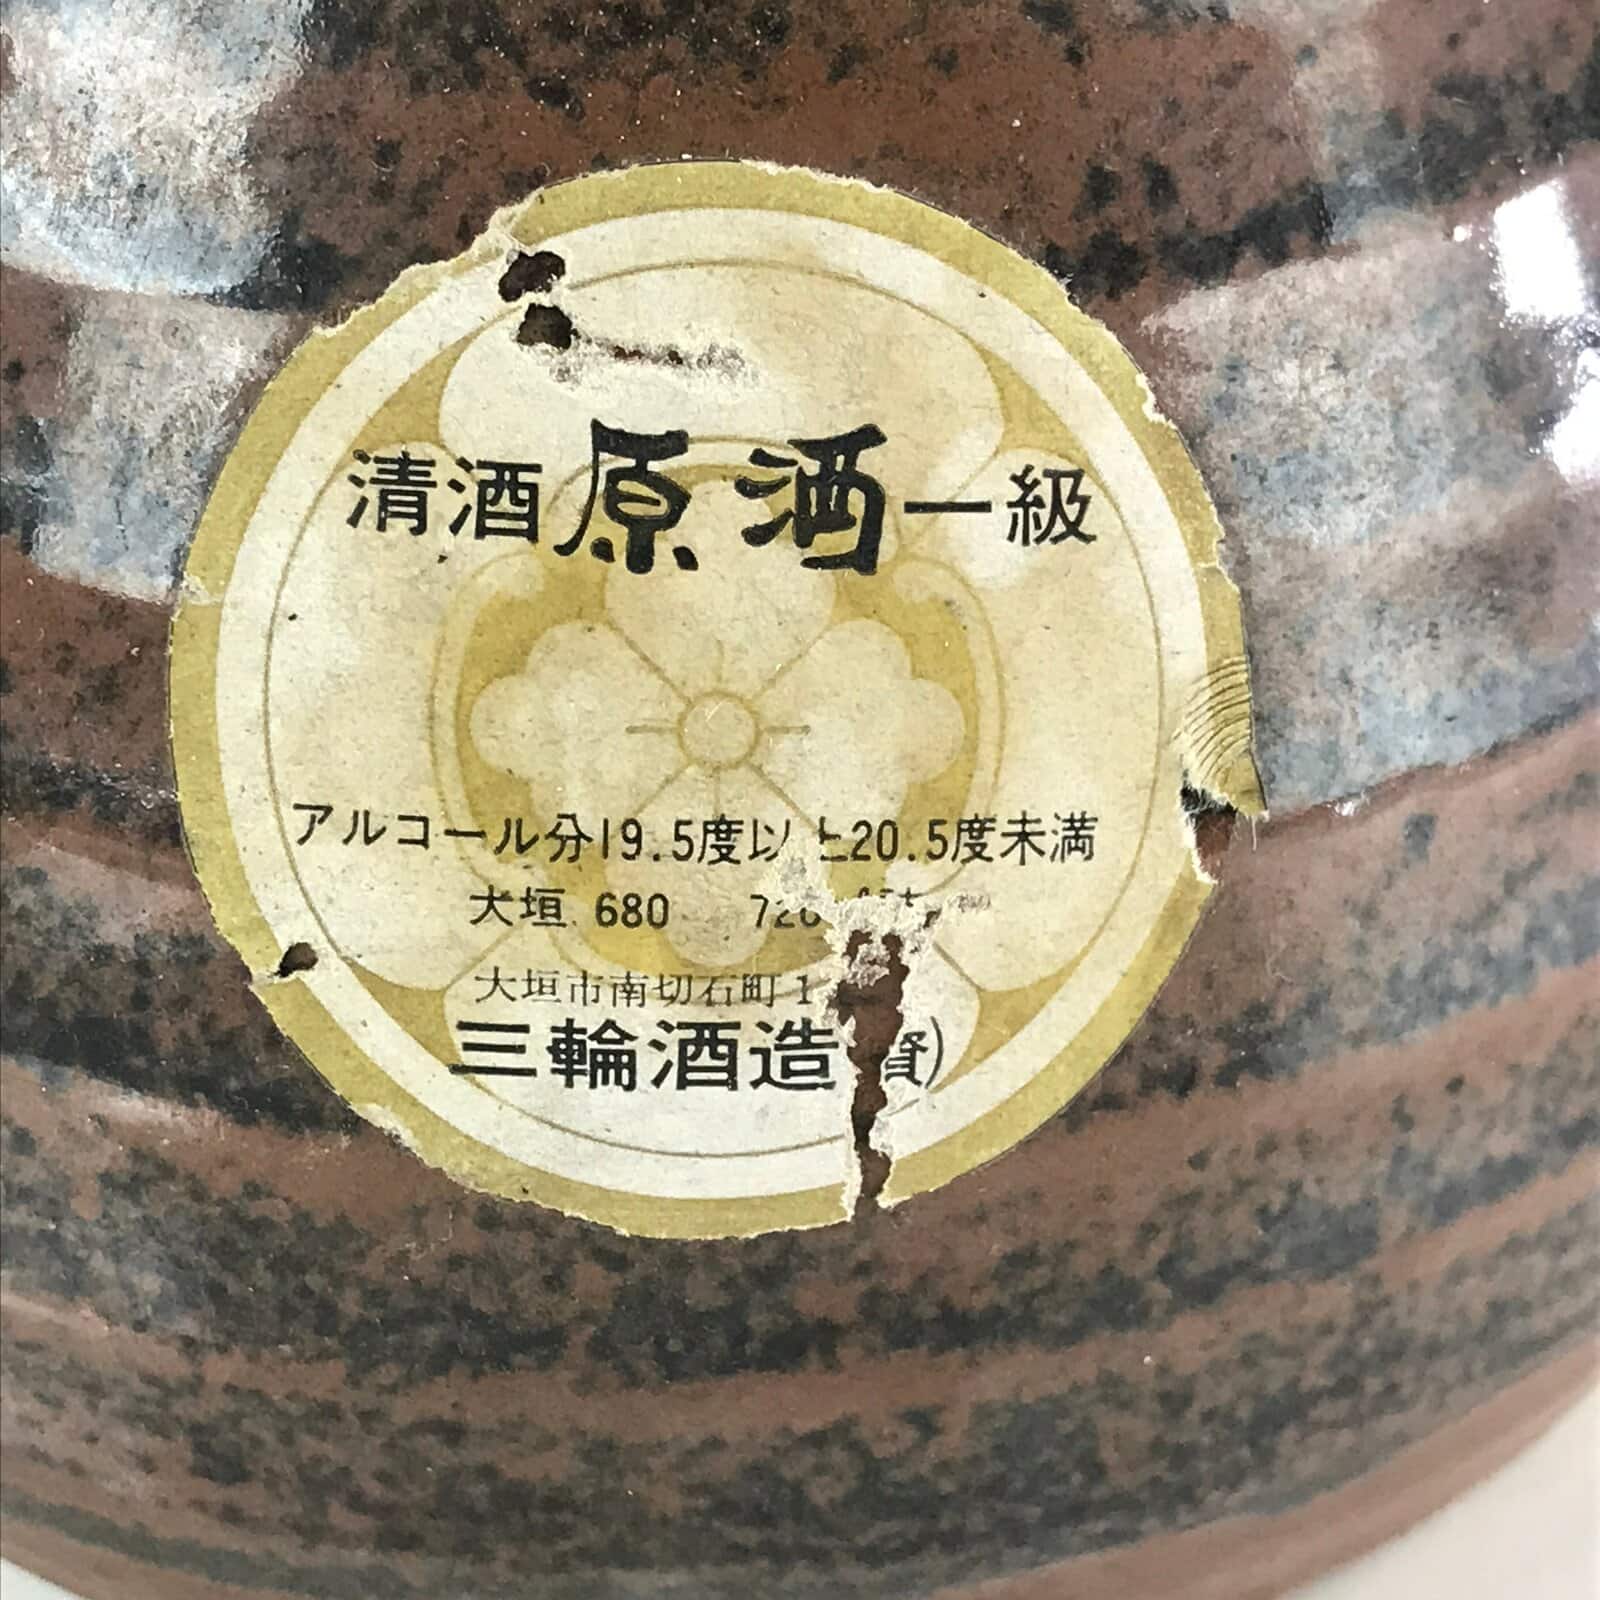 清酒 原酒 一級
アルコール分19.5度以上20.5度未満
大垣 680
大垣市南切石町1
三輪酒造 資)